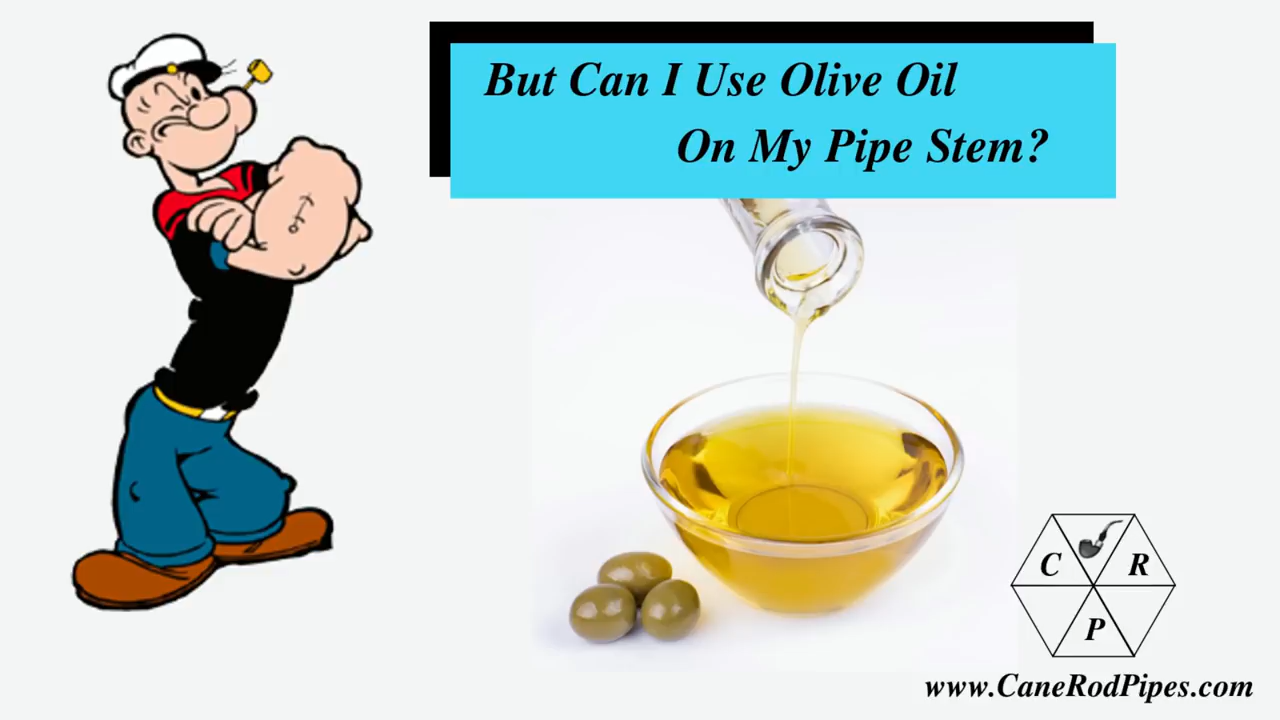 But Can I Use Olive Oil
On My Pipe Stem?
C R
P
www.CaneRodPipes.com